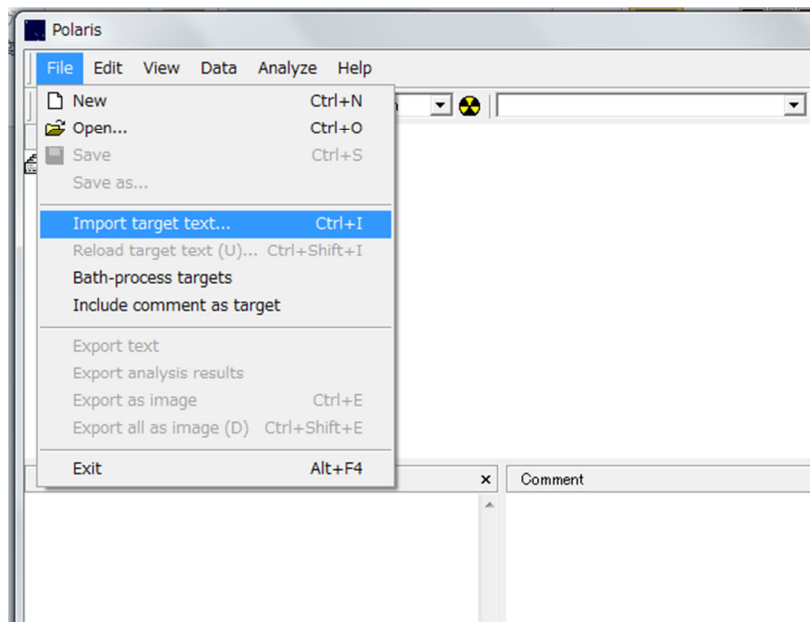 Polaris
File Edit View Data Analyze Help
New Ctrl+N
Open... Ctrl+O
Save Ctrl+S
Save as...
Import target text... Ctrl+I
Reload target text (U)... Ctrl+Shift+I
Bath-process targets
Include comment as target
Export text
Export analysis results
Export as image Ctrl+E
Export all as image (D) Ctrl+Shift+E
Exit Alt+F4
Comment